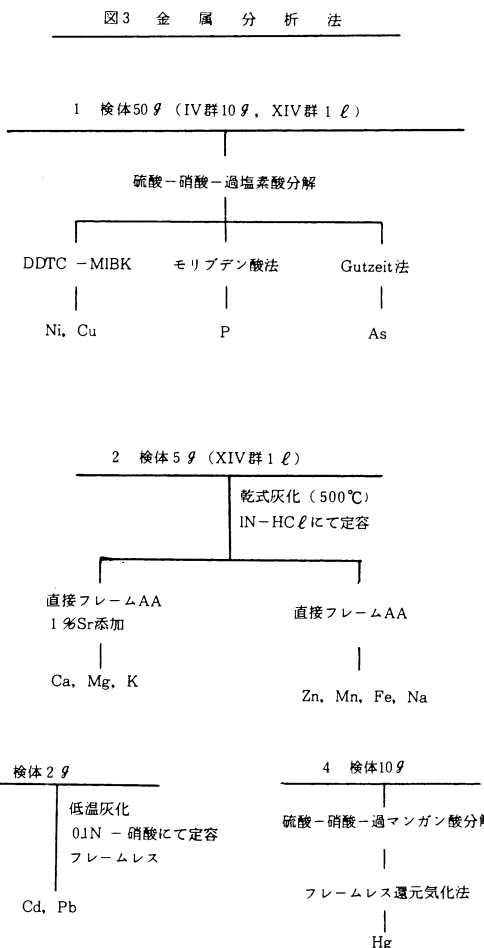 図3 金属分析法
1 検体50g (IV群10g, XIV群1ℓ)
硫酸－硝酸－過塩素酸分解
DDTC －MIBK モリブデン酸法 Gutzeit法
Ni, Cu P As
2 検体5g (XIV群1ℓ)
乾式灰化(500℃)
1N－HCℓにて定容
直接フレームAA
1%Sr添加
直接フレームAA
Ca, Mg, K
Zn, Mn, Fe, Na
検体2g
低温灰化
0.1N －硝酸にて定容
フレームレス
Cd, Pb
4 検体10g
硫酸－硝酸－過マンガン酸分解
フレームレス還元気化法
Hg